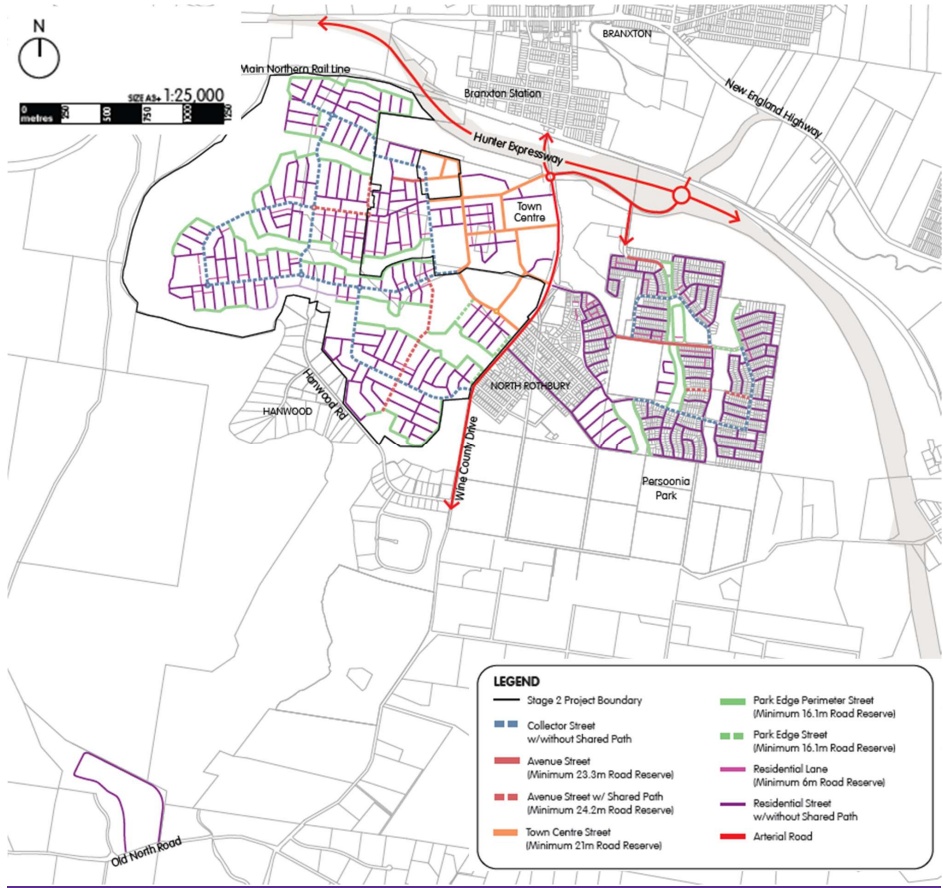 N
BRANXTON
Main Northern Rail Line
SIZE A3+ 1:25,000
0 250 500 750 1000 1250
metres
Branxton Station
New England Highway
Hunter Expressway
Town
Centre
NORTH ROTHBURY
Hanwood Rd
HANWOOD
Wine County Drive
Persoonia
Park
Old North Road
LEGEND
Stage 2 Project Boundary
Collector Street
w/without Shared Path
Avenue Street
(Minimum 23.3m Road Reserve)
Avenue Street w/ Shared Path
(Minimum 24.2m Road Reserve)
Town Centre Street
(Minimum 21m Road Reserve)
Park Edge Perimeter Street
(Minimum 16.1m Road Reserve)
Park Edge Street
(Minimum 16.1m Road Reserve)
Residential Lane
(Minimum 6m Road Reserve)
Residential Street
w/without Shared Path
Arterial Road